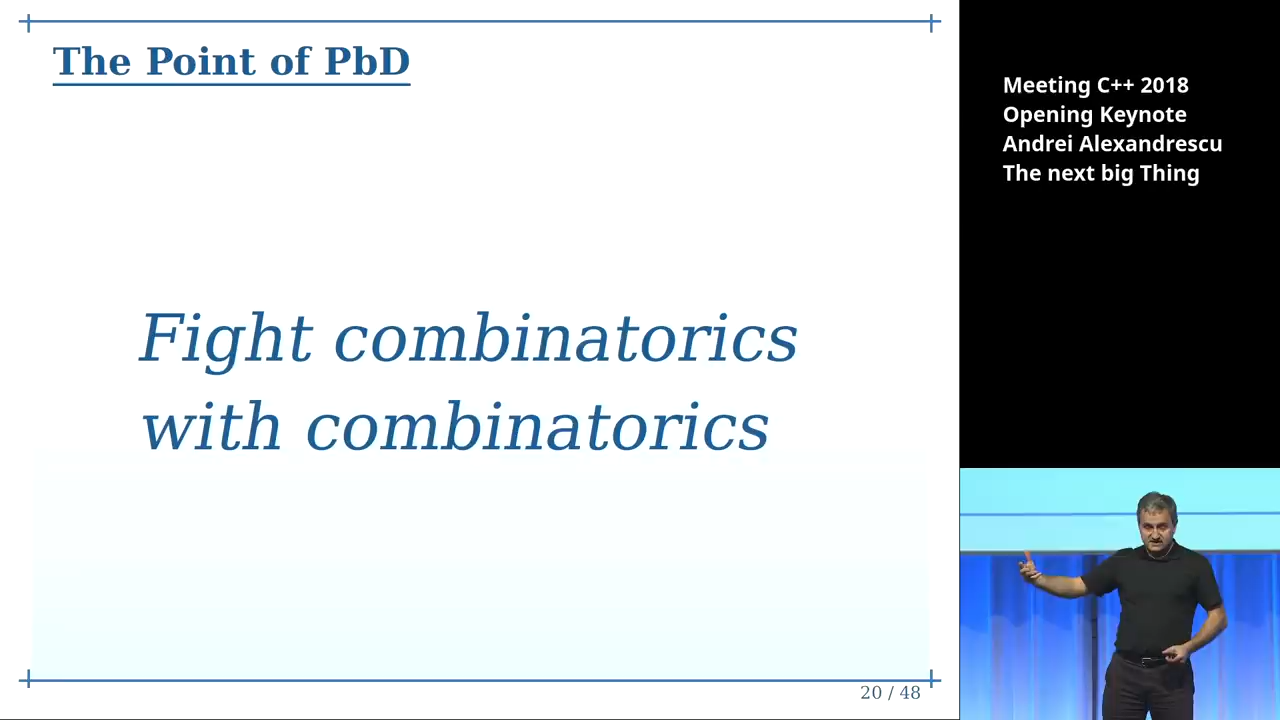 The Point of PbD
Fight combinatorics
with combinatorics
20 / 48
Meeting C++ 2018
Opening Keynote
Andrei Alexandrescu
The next big Thing